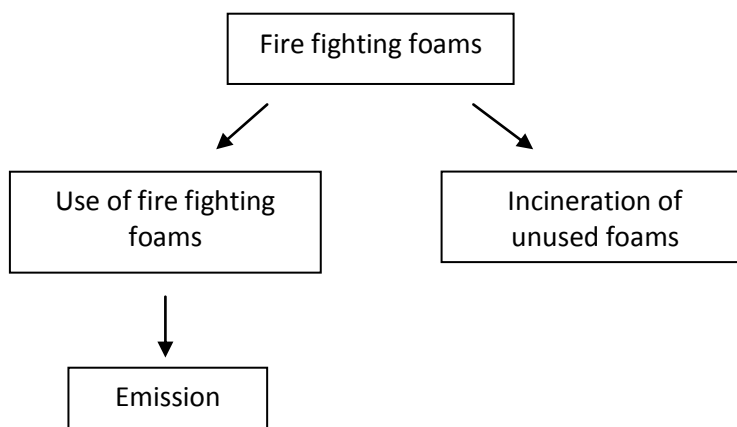 Fire fighting foams
Use of fire fighting
foams
Incineration of
unused foams
Emission